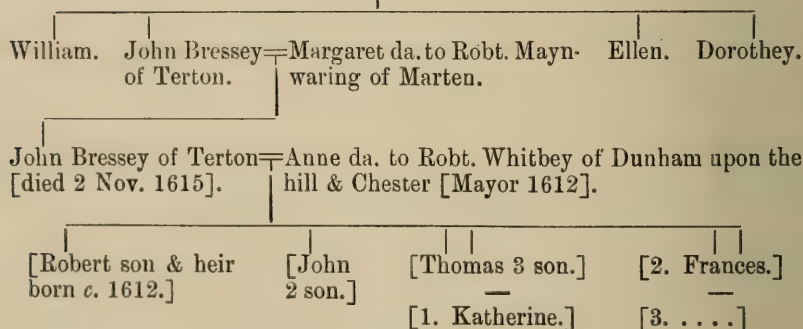 William. John Bressey=Margaret da. to Robt. Mayn- Ellen. Dorothey.
of Terton. waring of Marten.
John Bressey of Terton=Anne da. to Robt. Whitbey of Dunham upon the
[died 2 Nov. 1615]. hill & Chester [Mayor 1612].
[Robert son & heir [John [Thomas 3 son.] [2. Frances.]
born c. 1612.] 2 son.] — —
[1. Katherine.] [3. . . . .]